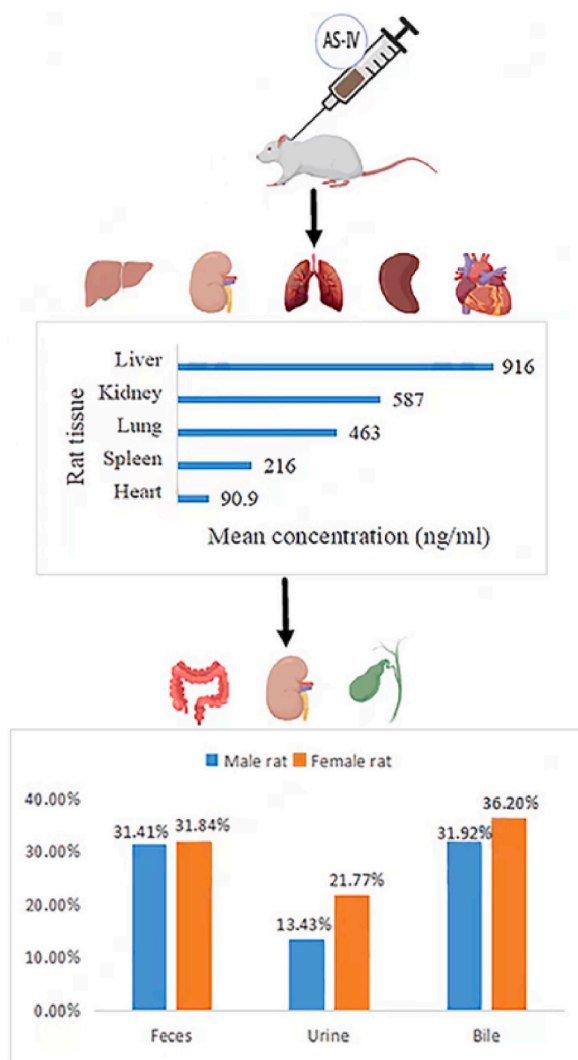 AS-IV
Liver 916
Kidney 587
Lung 463
Spleen 216
Heart 90.9
Rat tissue
Mean concentration (ng/ml)
Male rat Female rat
40.00%
30.00%
20.00%
10.00%
0.00%
31.41% 31.84%
13.43% 21.77%
31.92% 36.20%
Feces Urine Bile